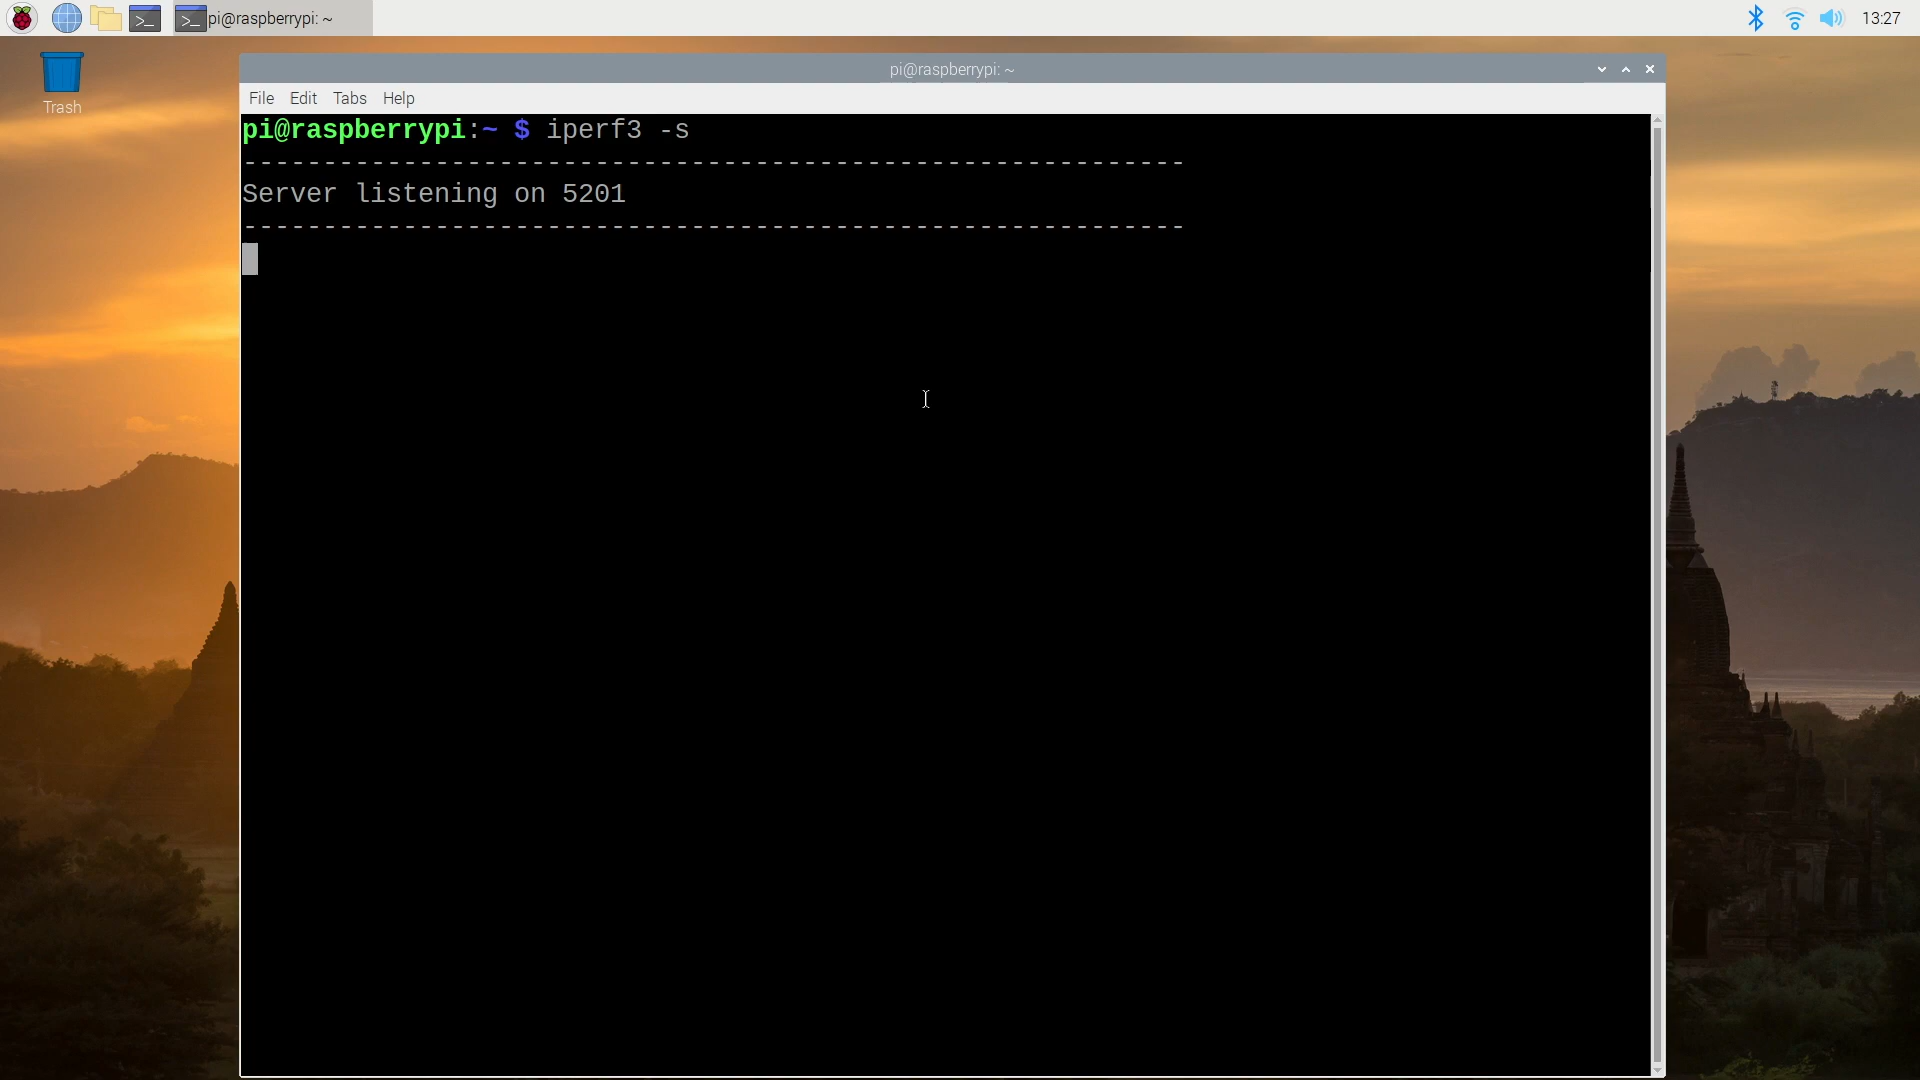 pi@raspberrypi: ~
13:27
Trash
pi@raspberrypi: ~
File Edit Tabs Help
pi@raspberrypi:~ $ iperf3 -s
-----------------------------------------------------------
Server listening on 5201
-----------------------------------------------------------